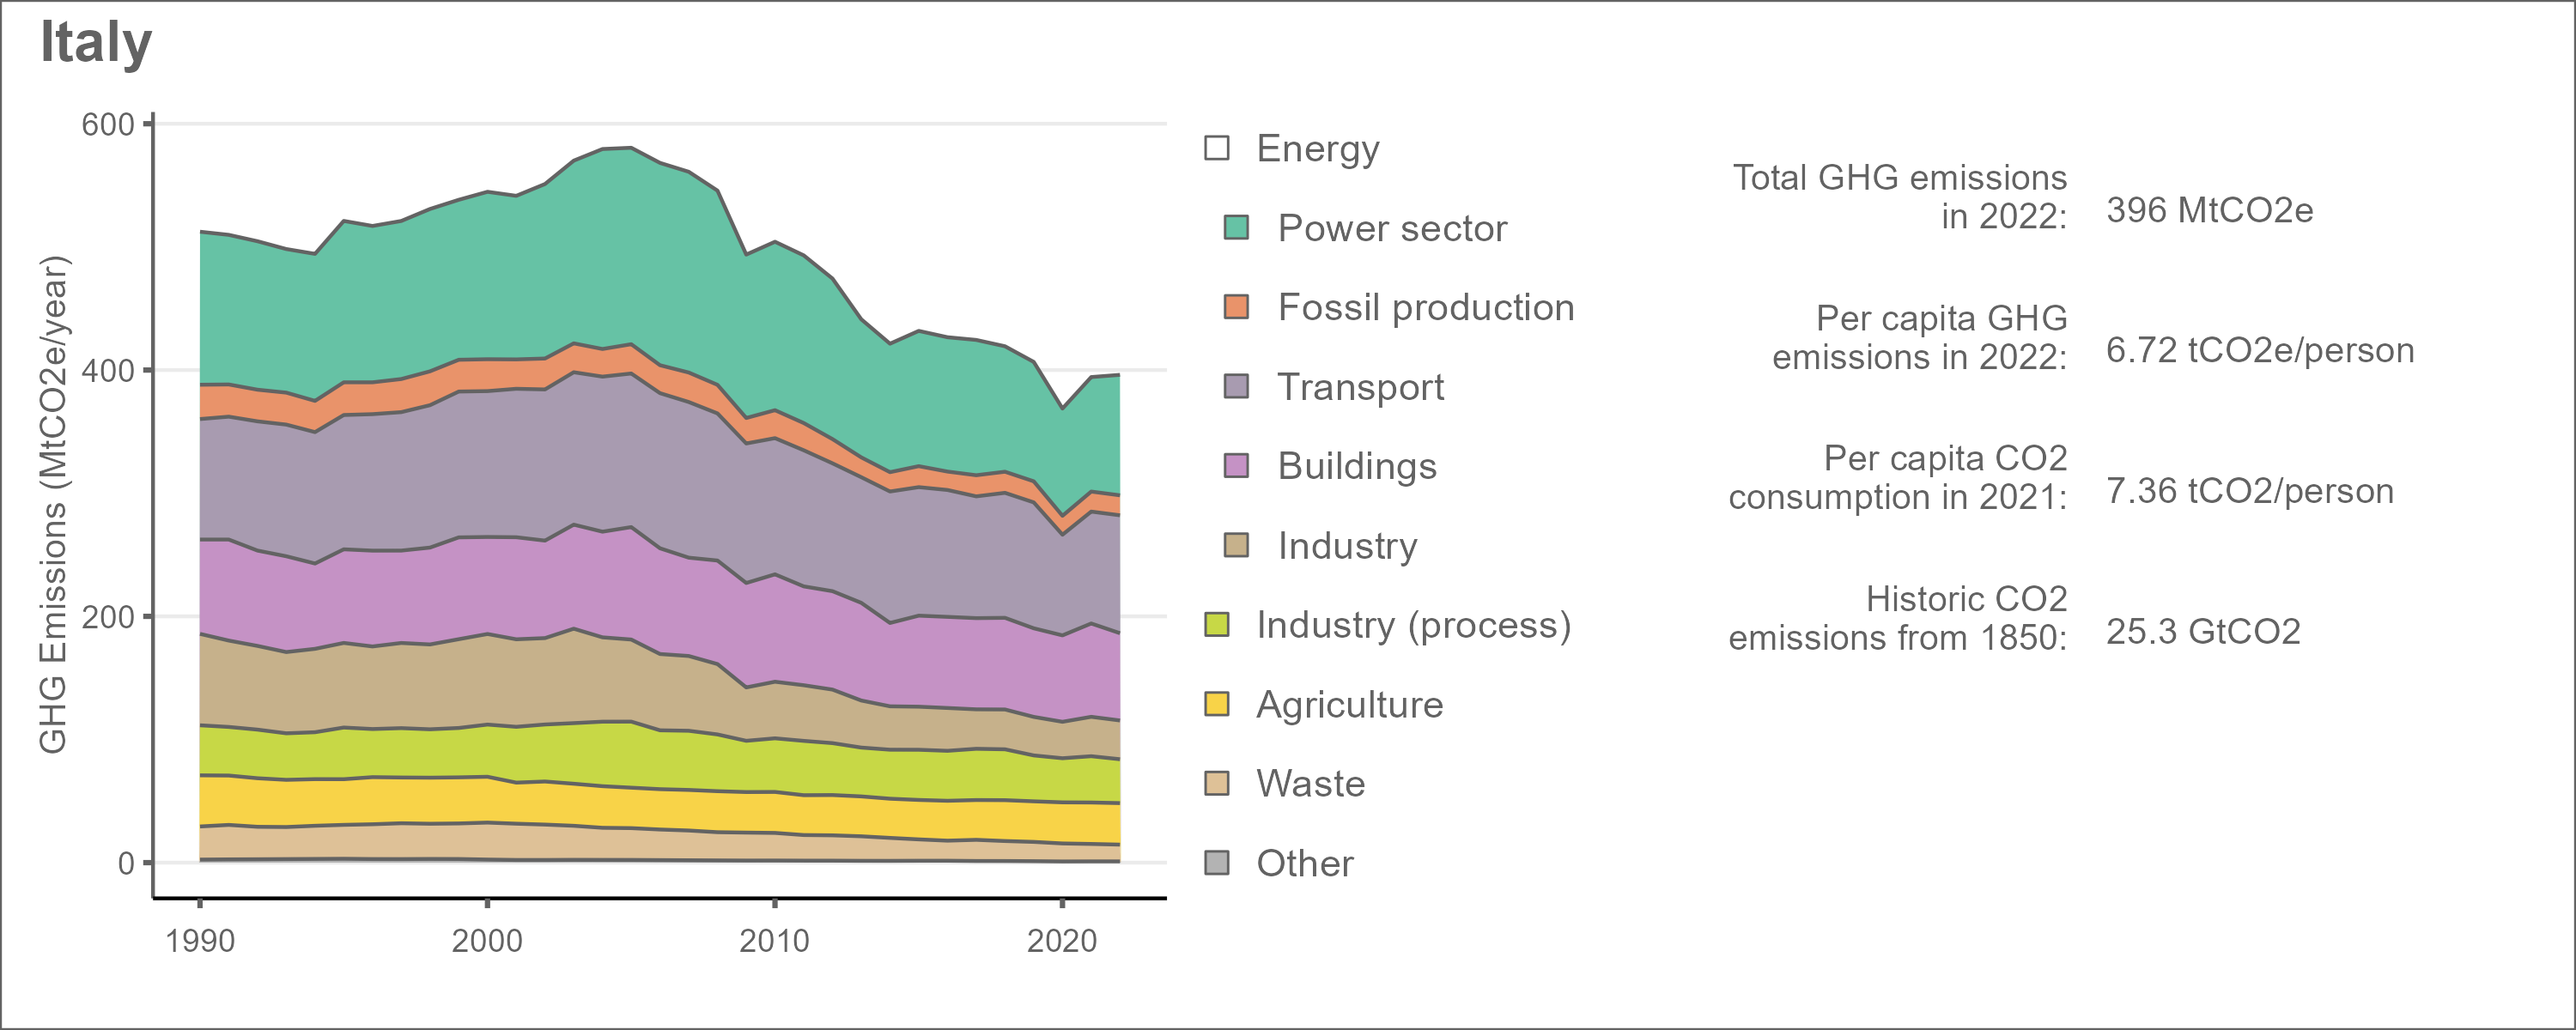 Italy
GHG Emissions (MtCO2e/year)
600
400
200
0
1990
2000
2010
2020
Energy
Power sector
Fossil production
Transport
Buildings
Industry
Industry (process)
Agriculture
Waste
Other
Total GHG emissions
in 2022:
396 MtCO2e
Per capita GHG
emissions in 2022:
6.72 tCO2e/person
Per capita CO2
consumption in 2021:
7.36 tCO2/person
Historic CO2
emissions from 1850:
25.3 GtCO2